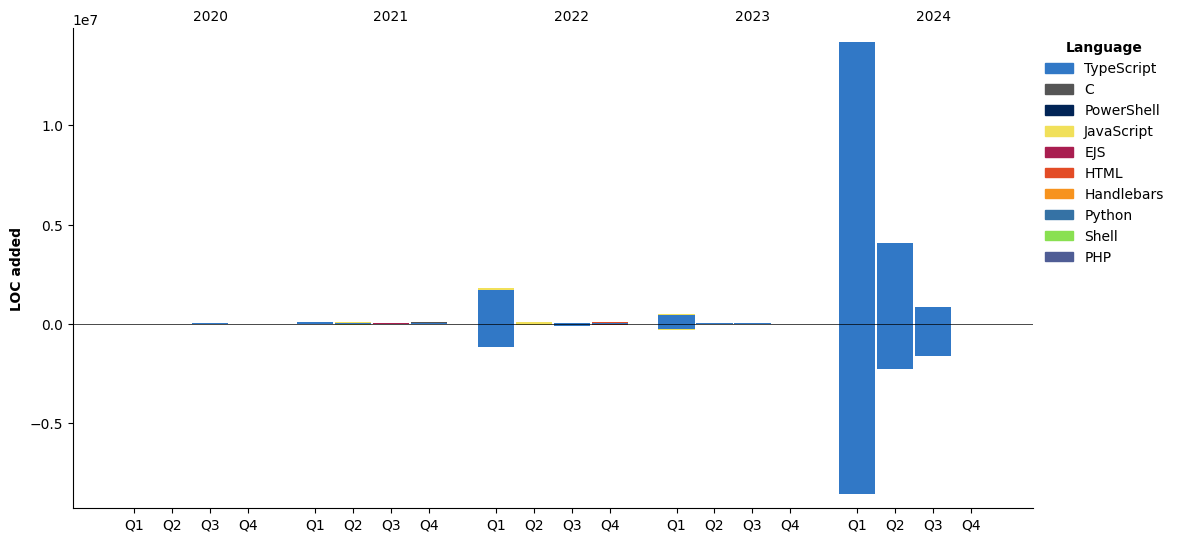 2020 2021 2022 2023 2024
1e7
Language
TypeScript
C
PowerShell
JavaScript
EJS
HTML
Handlebars
Python
Shell
PHP
LOC added
1.0
0.5
0.0
−0.5
Q1 Q2 Q3 Q4 Q1 Q2 Q3 Q4 Q1 Q2 Q3 Q4 Q1 Q2 Q3 Q4 Q1 Q2 Q3 Q4